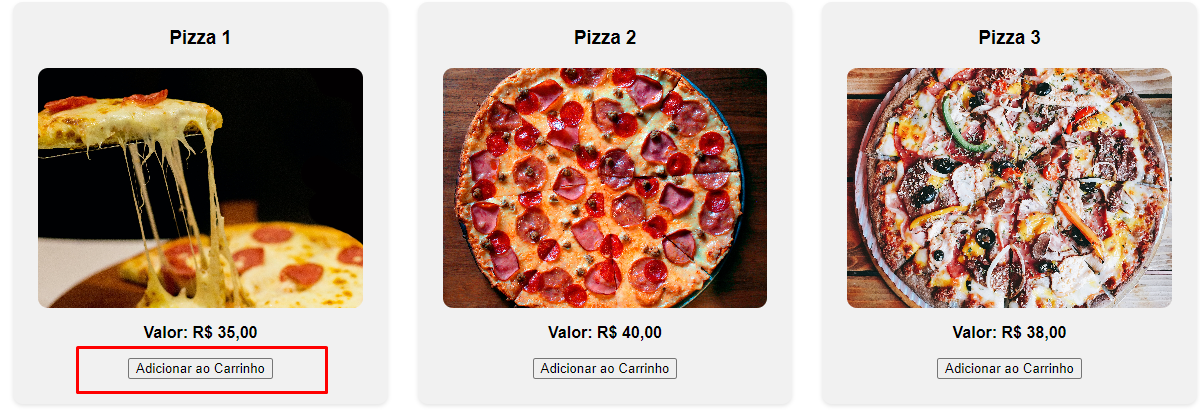 Pizza 1
Valor: R$ 35,00
Adicionar ao Carrinho
Pizza 2
Valor: R$ 40,00
Adicionar ao Carrinho
Pizza 3
Valor: R$ 38,00
Adicionar ao Carrinho